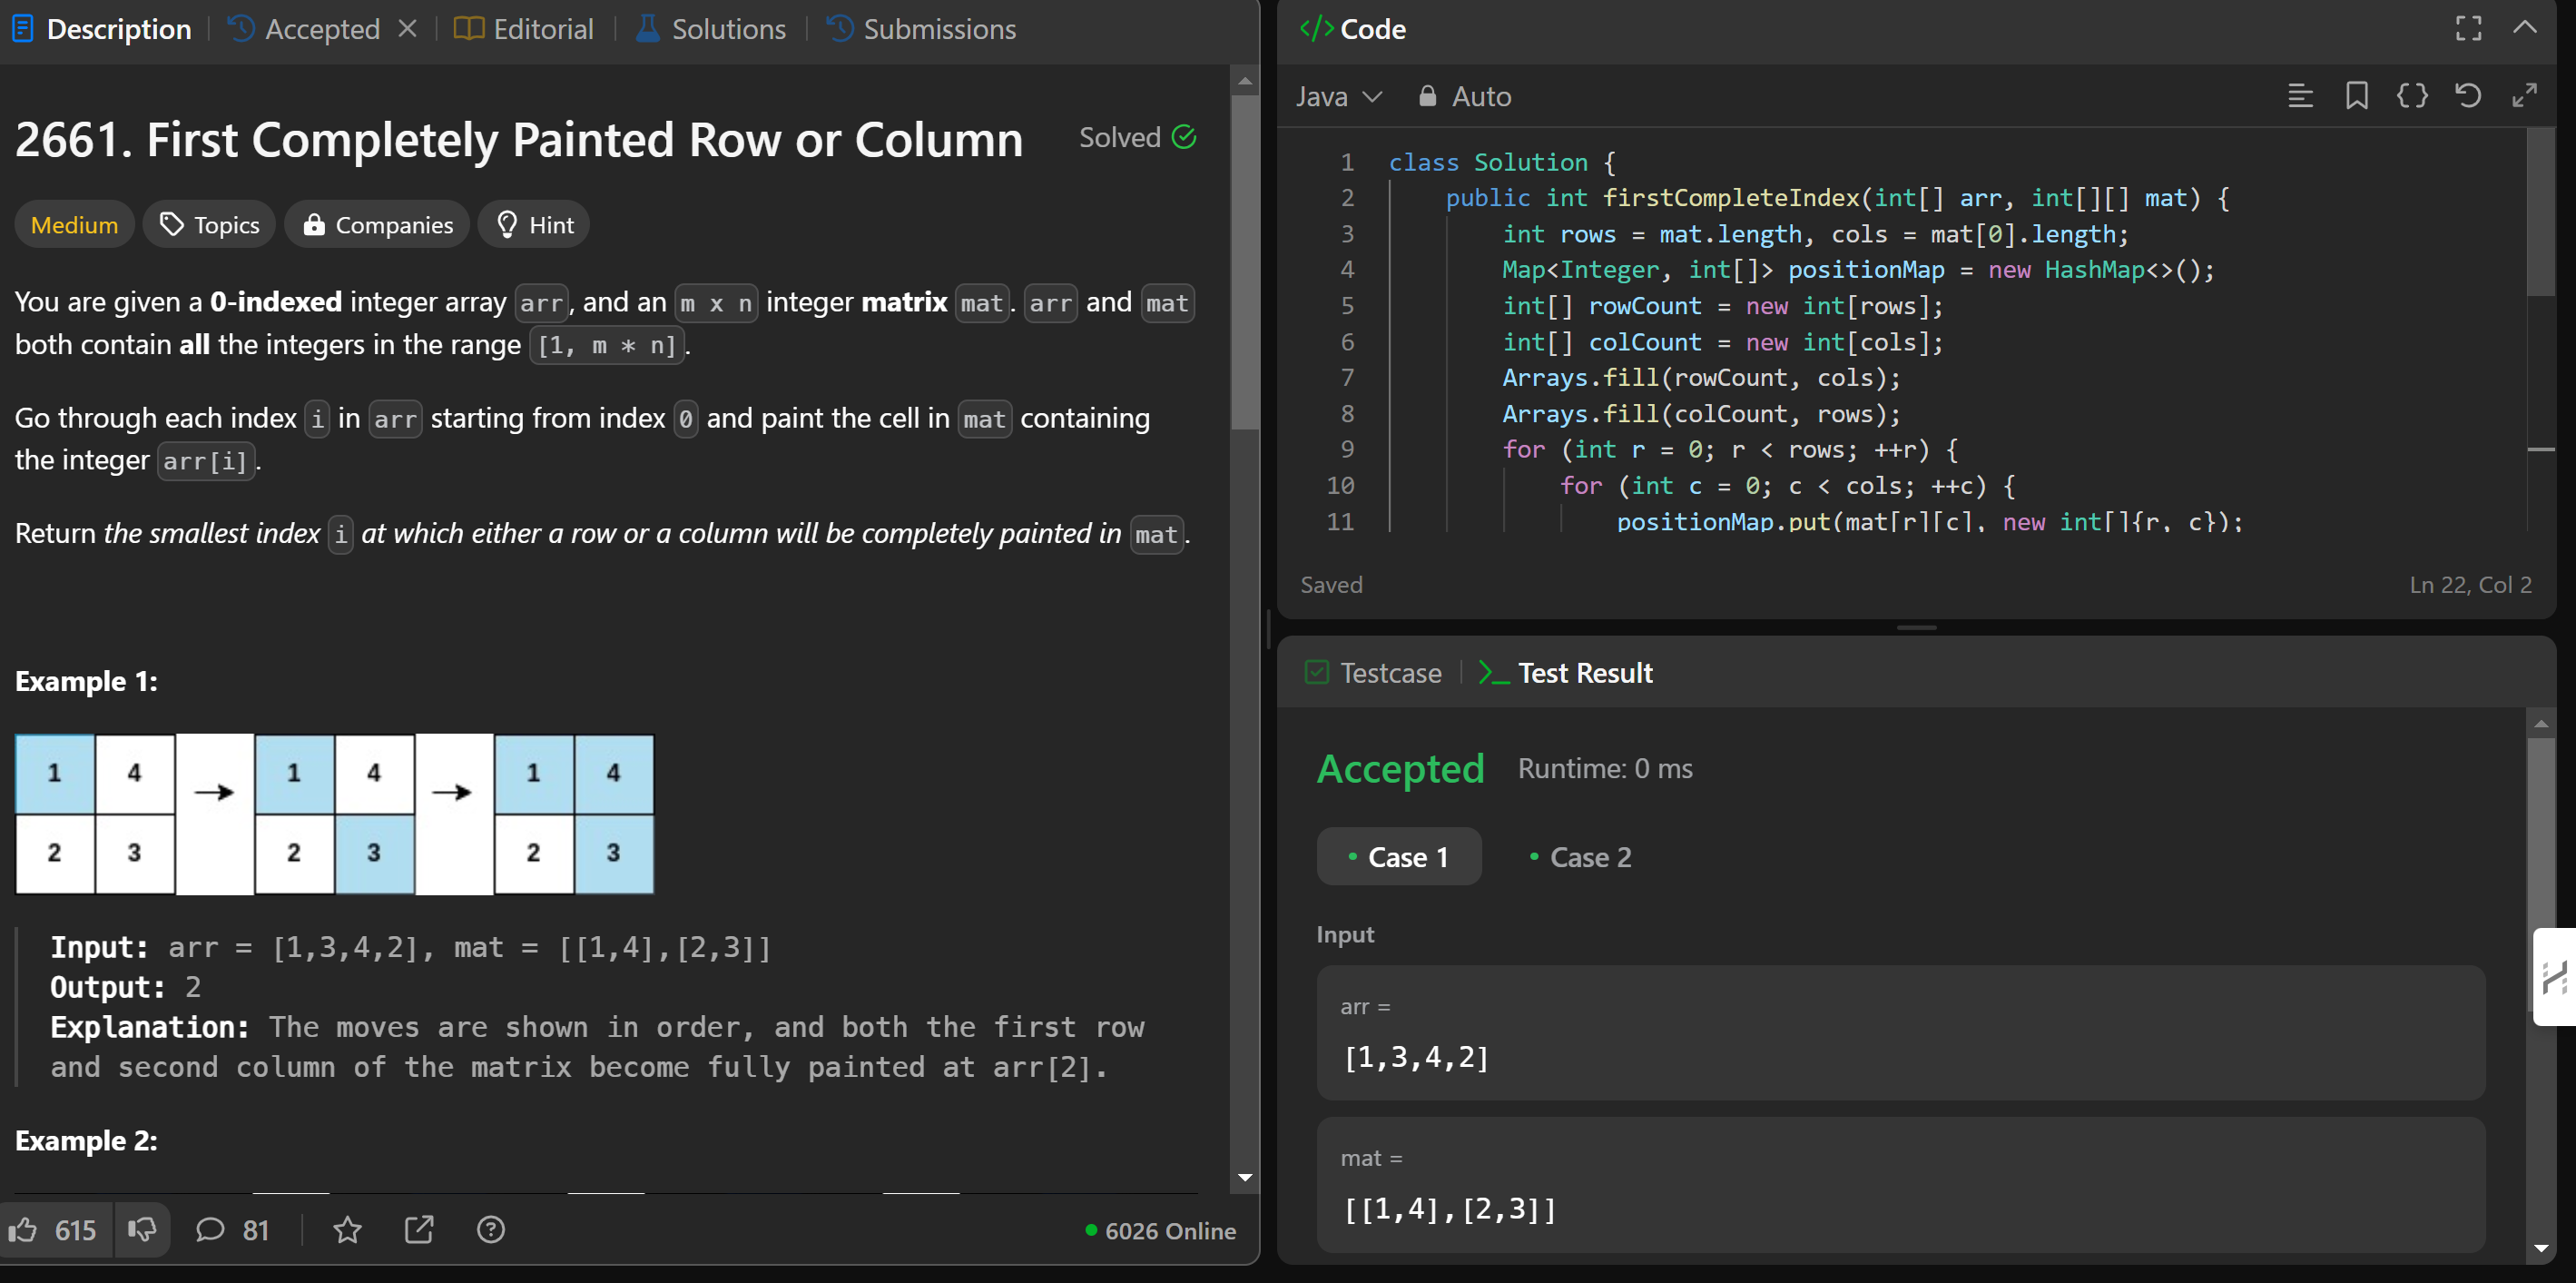 Description
Accepted
Editorial
Solutions
Submissions
2661. First Completely Painted Row or Column
Solved
Medium
Topics
Companies
Hint
You are given a 0-indexed integer array arr, and an m x n integer matrix mat. arr and mat
both contain all the integers in the range [1, m * n].
Go through each index i in arr starting from index 0 and paint the cell in mat containing
the integer arr[i].
Return the smallest index i at which either a row or a column will be completely painted in mat.
Example 1:
1 4 1 4 1 4
2 3 2 3 2 3
Input: arr = [1,3,4,2], mat = [[1,4],[2,3]]
Output: 2
Explanation: The moves are shown in order, and both the first row
and second column of the matrix become fully painted at arr[2].
Example 2:
615
81
6026 Online
</> Code
Java
Auto
1 class Solution {
2 public int firstCompleteIndex(int[] arr, int[][] mat) {
3 int rows = mat.length, cols = mat[0].length;
4 Map<Integer, int[]> positionMap = new HashMap<>();
5 int[] rowCount = new int[rows];
6 int[] colCount = new int[cols];
7 Arrays.fill(rowCount, cols);
8 Arrays.fill(colCount, rows);
9 for (int r = 0; r < rows; ++r) {
10 for (int c = 0; c < cols; ++c) {
11 positionMap.put(mat[r][c], new int[]{r, c});
Saved
Ln 22, Col 2
Testcase
Test Result
Accepted
Runtime: 0 ms
Case 1
Case 2
Input
arr =
[1,3,4,2]
mat =
[[1,4],[2,3]]